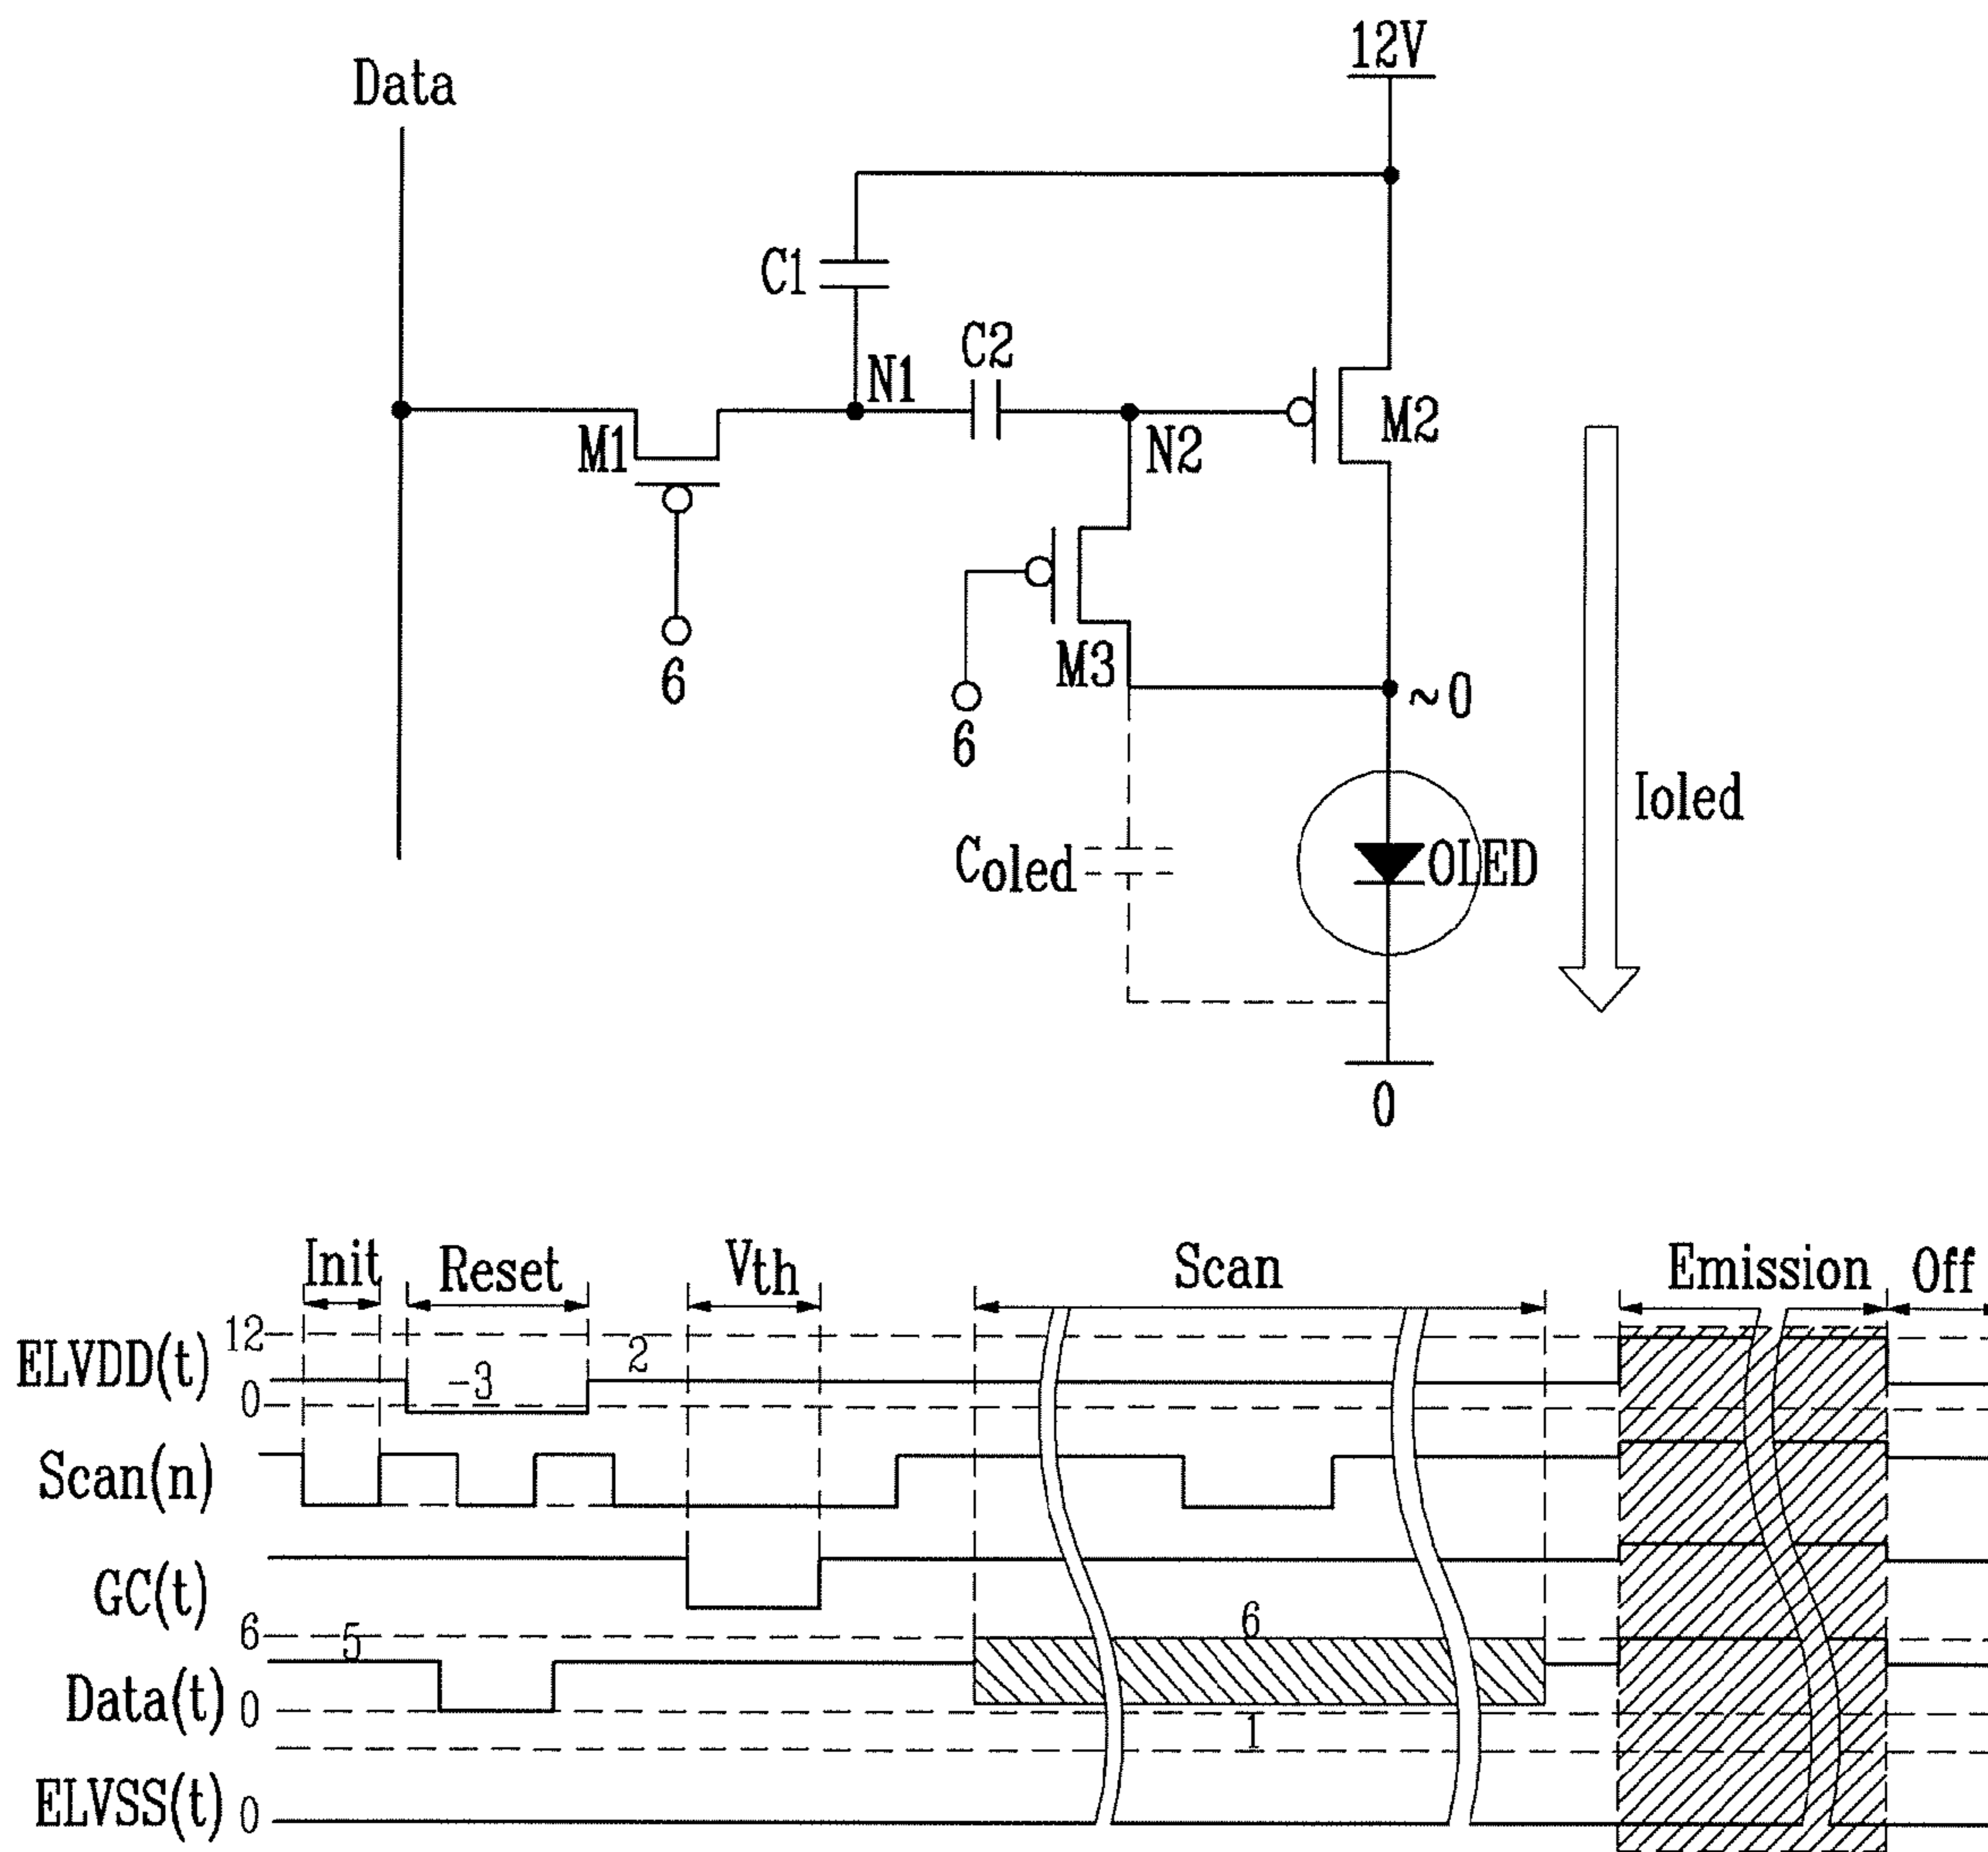 Data
12V
C1
C2
N1
M1
N2
M2
M3
6
6
~0
Ioled
Coled
OLED
0
Init
Reset
Vth
Scan
Emission
Off
ELVDD(t)
12
0
-3
2
Scan(n)
GC(t)
Data(t)
6
5
0
6
1
ELVSS(t)
0